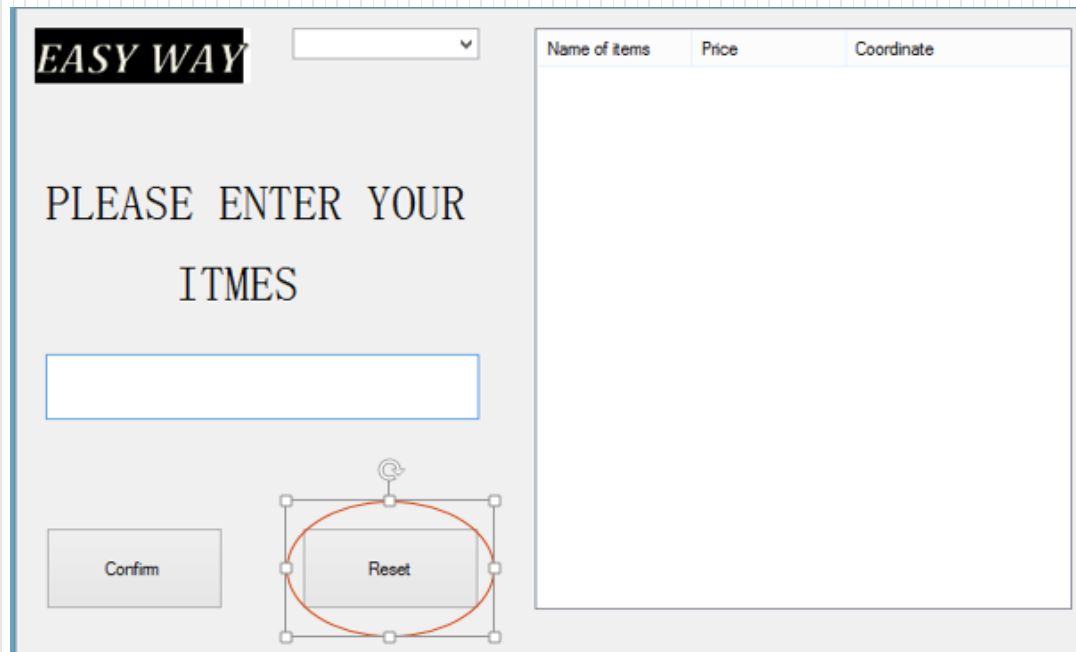 EASY WAY
Name of items Price Coordinate
PLEASE ENTER YOUR
ITMES
Confirm Reset